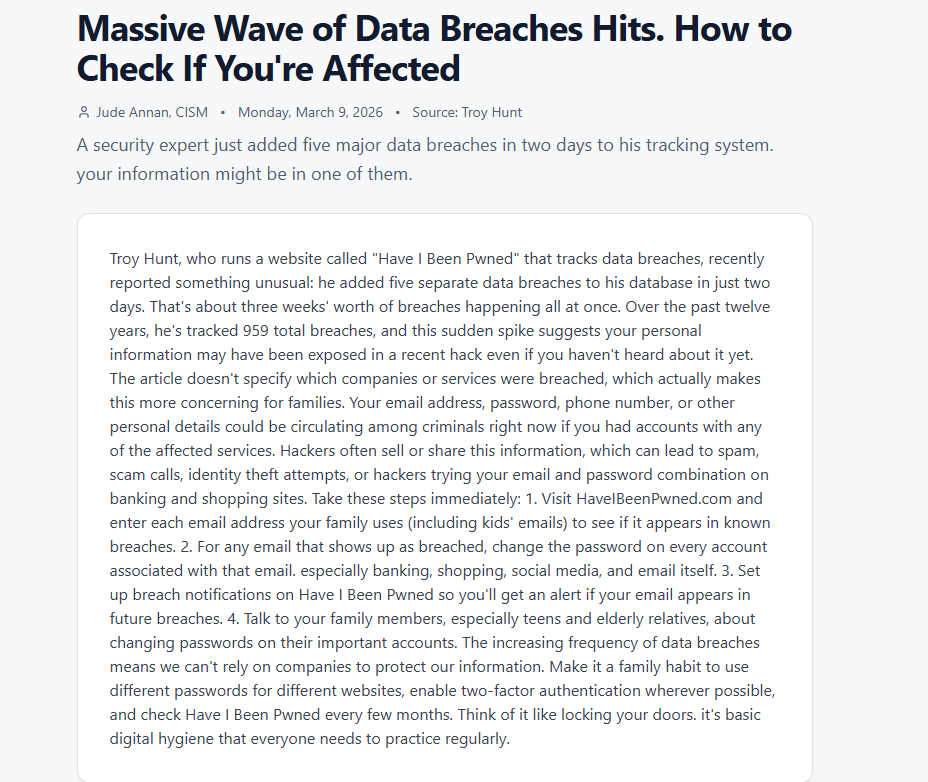 Massive Wave of Data Breaches Hits. How to
Check If You're Affected
Jude Annan, CISM • Monday, March 9, 2026 • Source: Troy Hunt
A security expert just added five major data breaches in two days to his tracking system.
your information might be in one of them.
Troy Hunt, who runs a website called "Have I Been Pwned" that tracks data breaches, recently
reported something unusual: he added five separate data breaches to his database in just two
days. That's about three weeks' worth of breaches happening all at once. Over the past twelve
years, he's tracked 959 total breaches, and this sudden spike suggests your personal
information may have been exposed in a recent hack even if you haven't heard about it yet.
The article doesn't specify which companies or services were breached, which actually makes
this more concerning for families. Your email address, password, phone number, or other
personal details could be circulating among criminals right now if you had accounts with any
of the affected services. Hackers often sell or share this information, which can lead to spam,
scam calls, identity theft attempts, or hackers trying your email and password combination on
banking and shopping sites. Take these steps immediately: 1. Visit HaveIBeenPwned.com and
enter each email address your family uses (including kids' emails) to see if it appears in known
breaches. 2. For any email that shows up as breached, change the password on every account
associated with that email. especially banking, shopping, social media, and email itself. 3. Set
up breach notifications on Have I Been Pwned so you'll get an alert if your email appears in
future breaches. 4. Talk to your family members, especially teens and elderly relatives, about
changing passwords on their important accounts. The increasing frequency of data breaches
means we can't rely on companies to protect our information. Make it a family habit to use
different passwords for different websites, enable two-factor authentication wherever possible,
and check Have I Been Pwned every few months. Think of it like locking your doors. it's basic
digital hygiene that everyone needs to practice regularly.